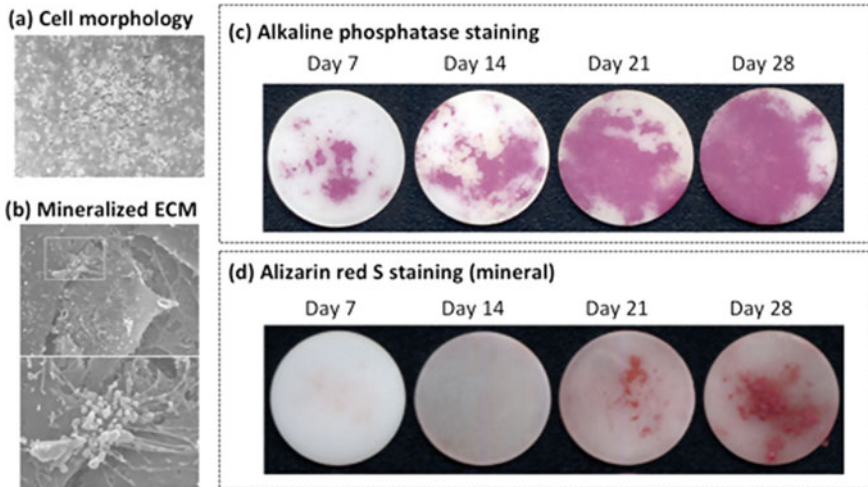 (a) Cell morphology
(b) Mineralized ECM
(c) Alkaline phosphatase staining
Day 7 Day 14 Day 21 Day 28
(d) Alizarin red S staining (mineral)
Day 7 Day 14 Day 21 Day 28